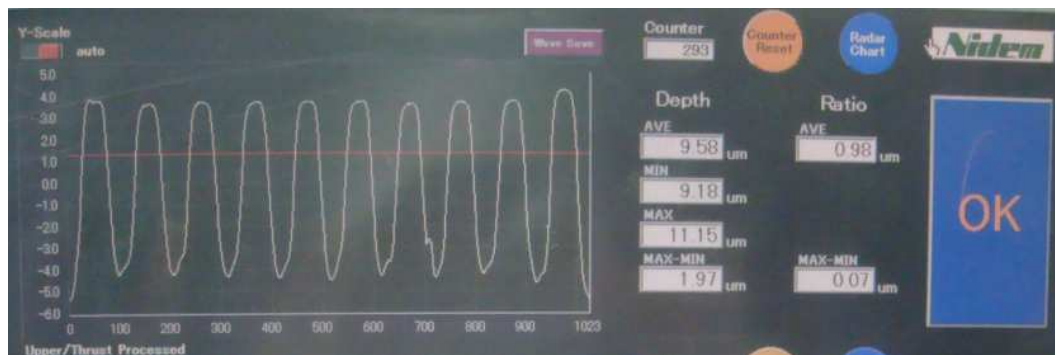 Y-Scale
auto
Wave Save
5.0
4.0
3.0
2.0
1.0
0.0
-1.0
-2.0
-3.0
-4.0
-5.0
-6.0
0 100 200 300 400 500 600 700 800 900 1023
Upper/Thrust Processed
Counter
293
Counter
Reset
Radar
Chart
Nidem
Depth
AVE
9.58 um
MIN
9.18 um
MAX
11.15 um
MAX-MIN
1.97 um
Ratio
AVE
0.98 um
MAX-MIN
0.07 um
OK